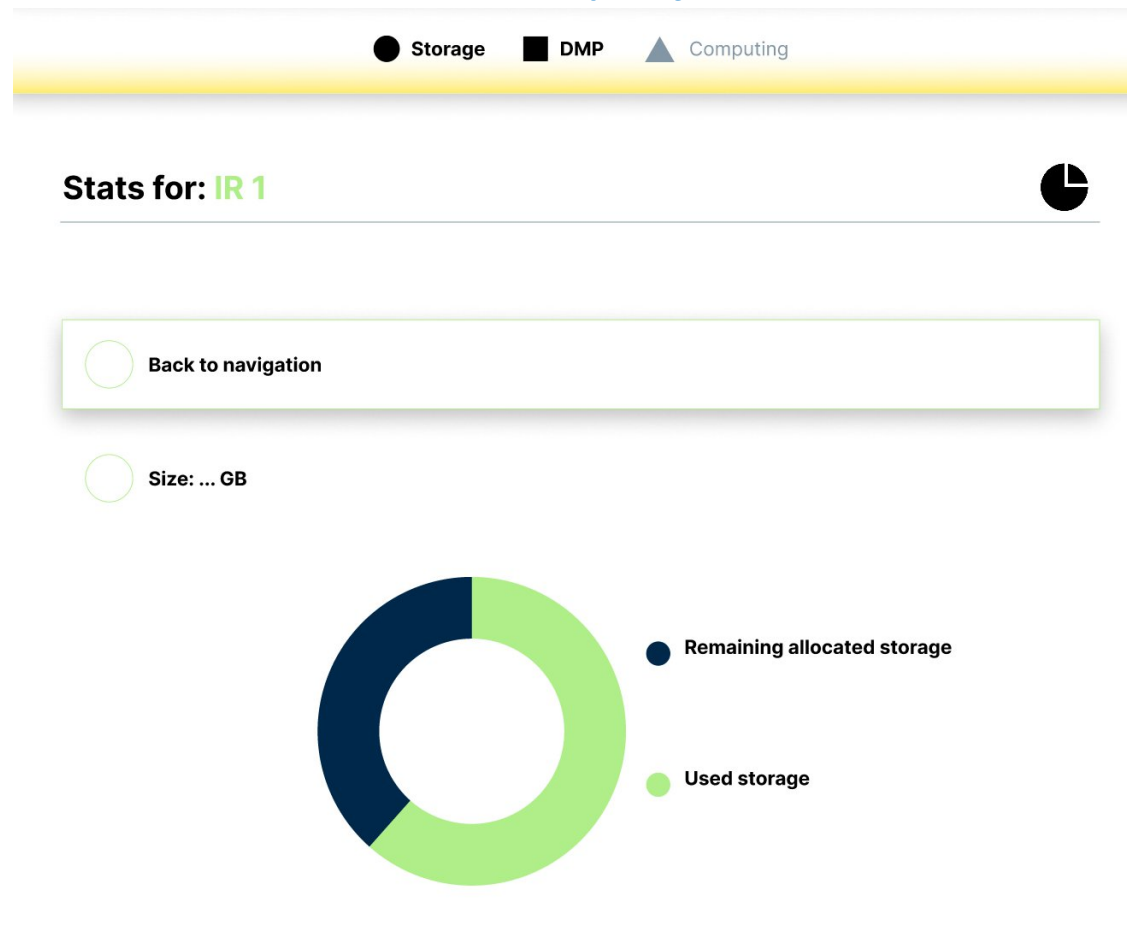 Storage DMP Computing
Stats for: IR 1
Back to navigation
Size: ... GB
Remaining allocated storage
Used storage